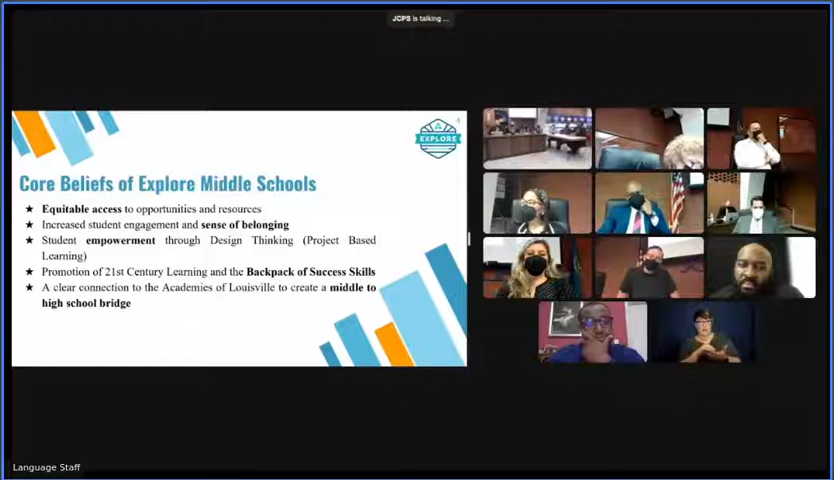 JCPS is talking ...
4
EXPLORE
Core Beliefs of Explore Middle Schools
★ Equitable access to opportunities and resources
★ Increased student engagement and sense of belonging
★ Student empowerment through Design Thinking (Project Based
Learning)
★ Promotion of 21st Century Learning and the Backpack of Success Skills
★ A clear connection to the Academies of Louisville to create a middle to
high school bridge
Language Staff